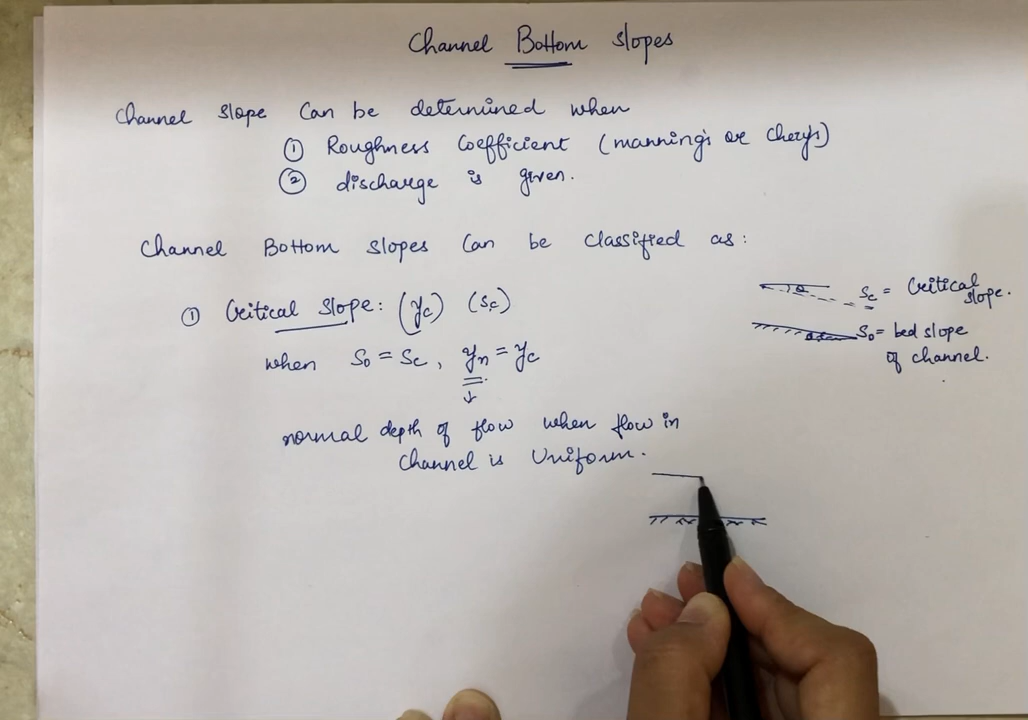 Channel Bottom slopes
Channel slope Can be determined when
① Roughness Coefficient (manning's or Chezy's)
② discharge is given.
Channel Bottom slopes Can be Classified as:
① Critical slope: (yc) (sc)
when So = Sc, yn = yc
normal depth of flow when flow in
Channel is Uniform.
θ
Sc = Critical
slope.
So = bed slope
of channel.